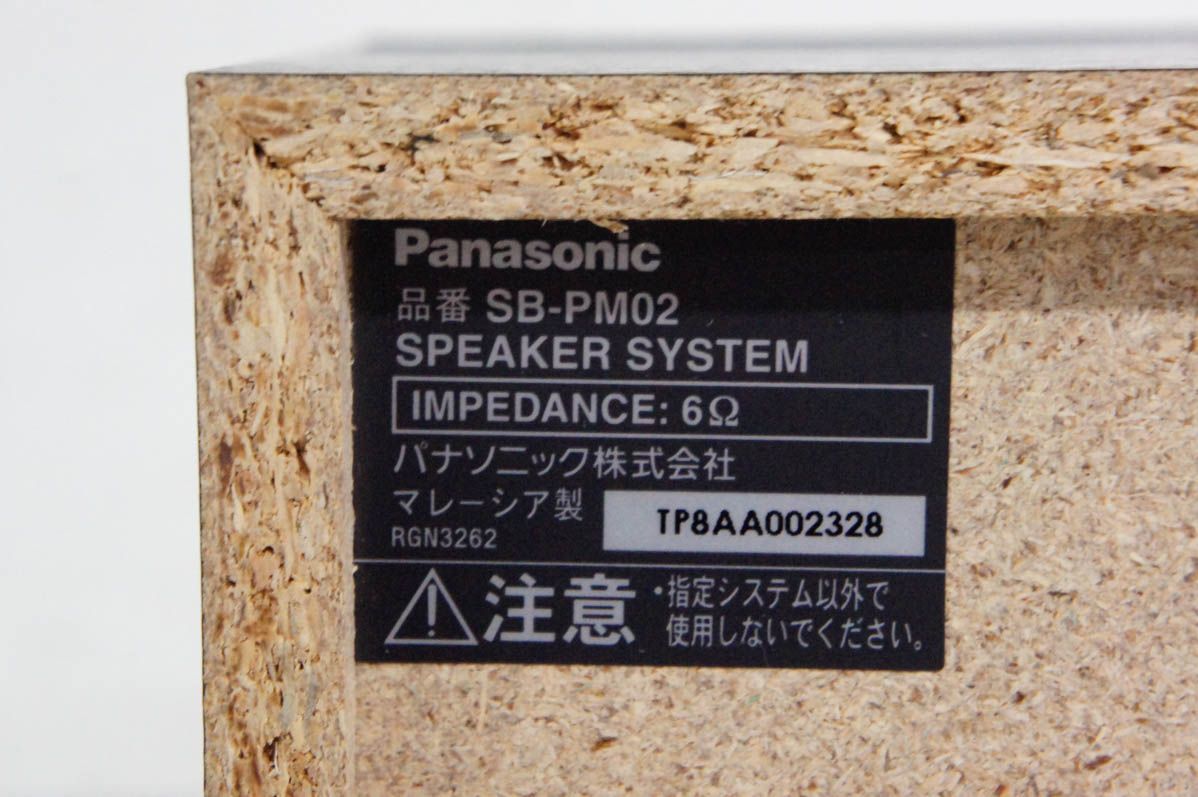 Panasonic
品番 SB-PM02
SPEAKER SYSTEM
IMPEDANCE: 6Ω
パナソニック株式会社
マレーシア製
RGN3262
TP8AA002328
注意
・指定システム以外で
使用しないでください。